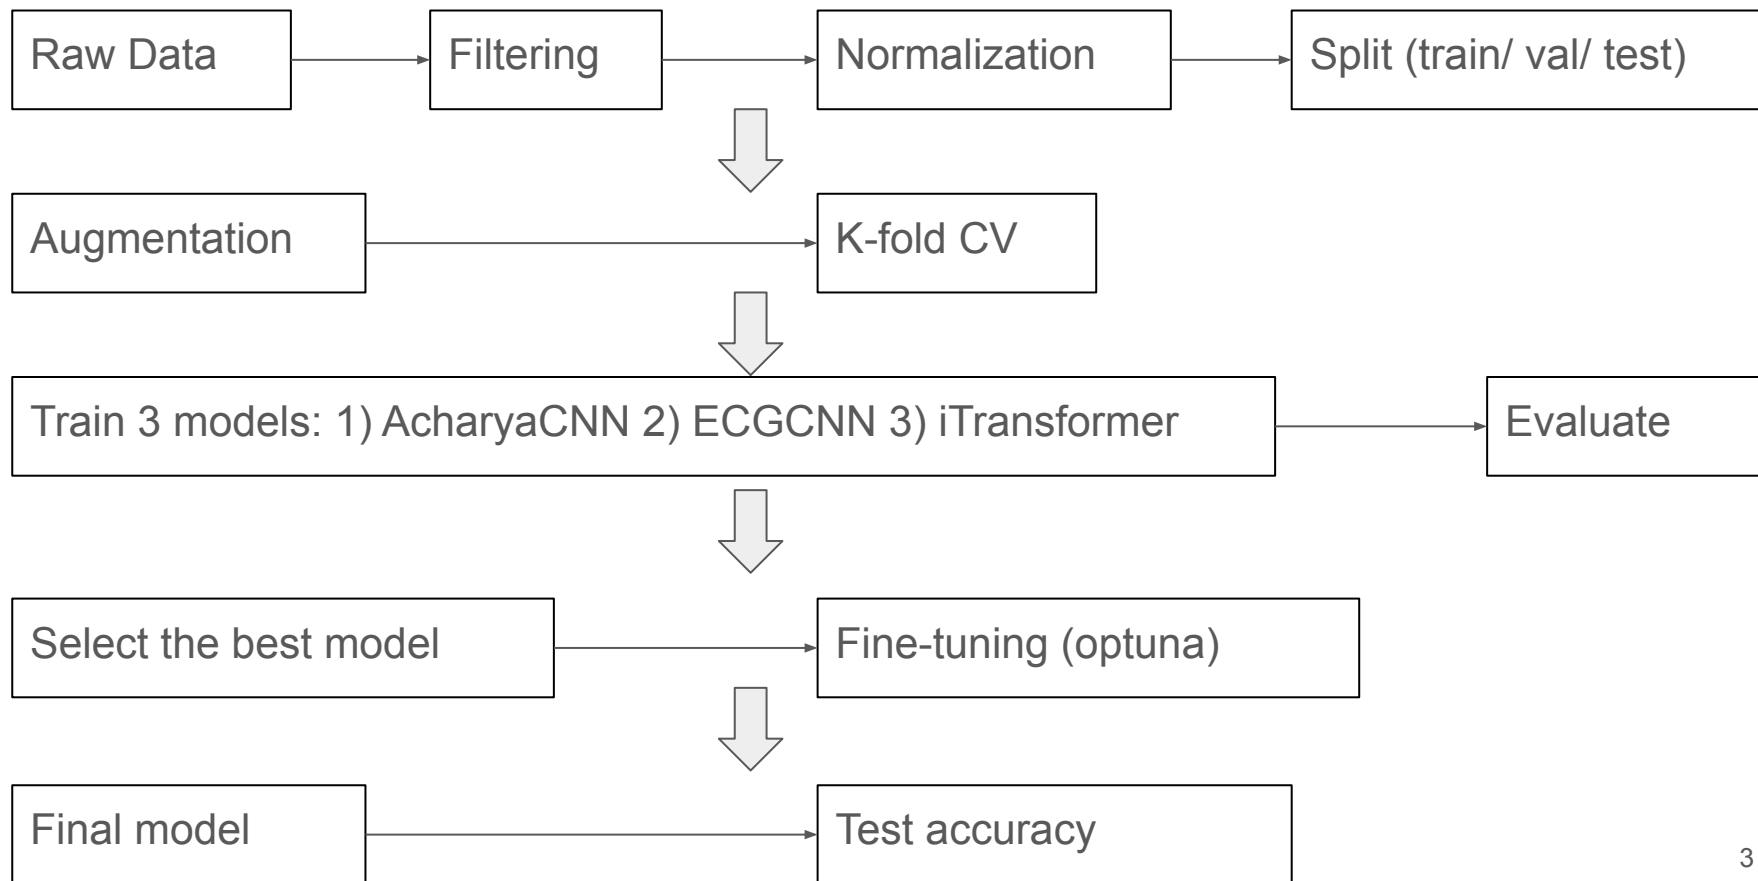 Raw Data
Filtering
Normalization
Split (train/ val/ test)
Augmentation
K-fold CV
Train 3 models: 1) AcharyaCNN 2) ECGCNN 3) iTransformer
Evaluate
Select the best model
Fine-tuning (optuna)
Final model
Test accuracy
3